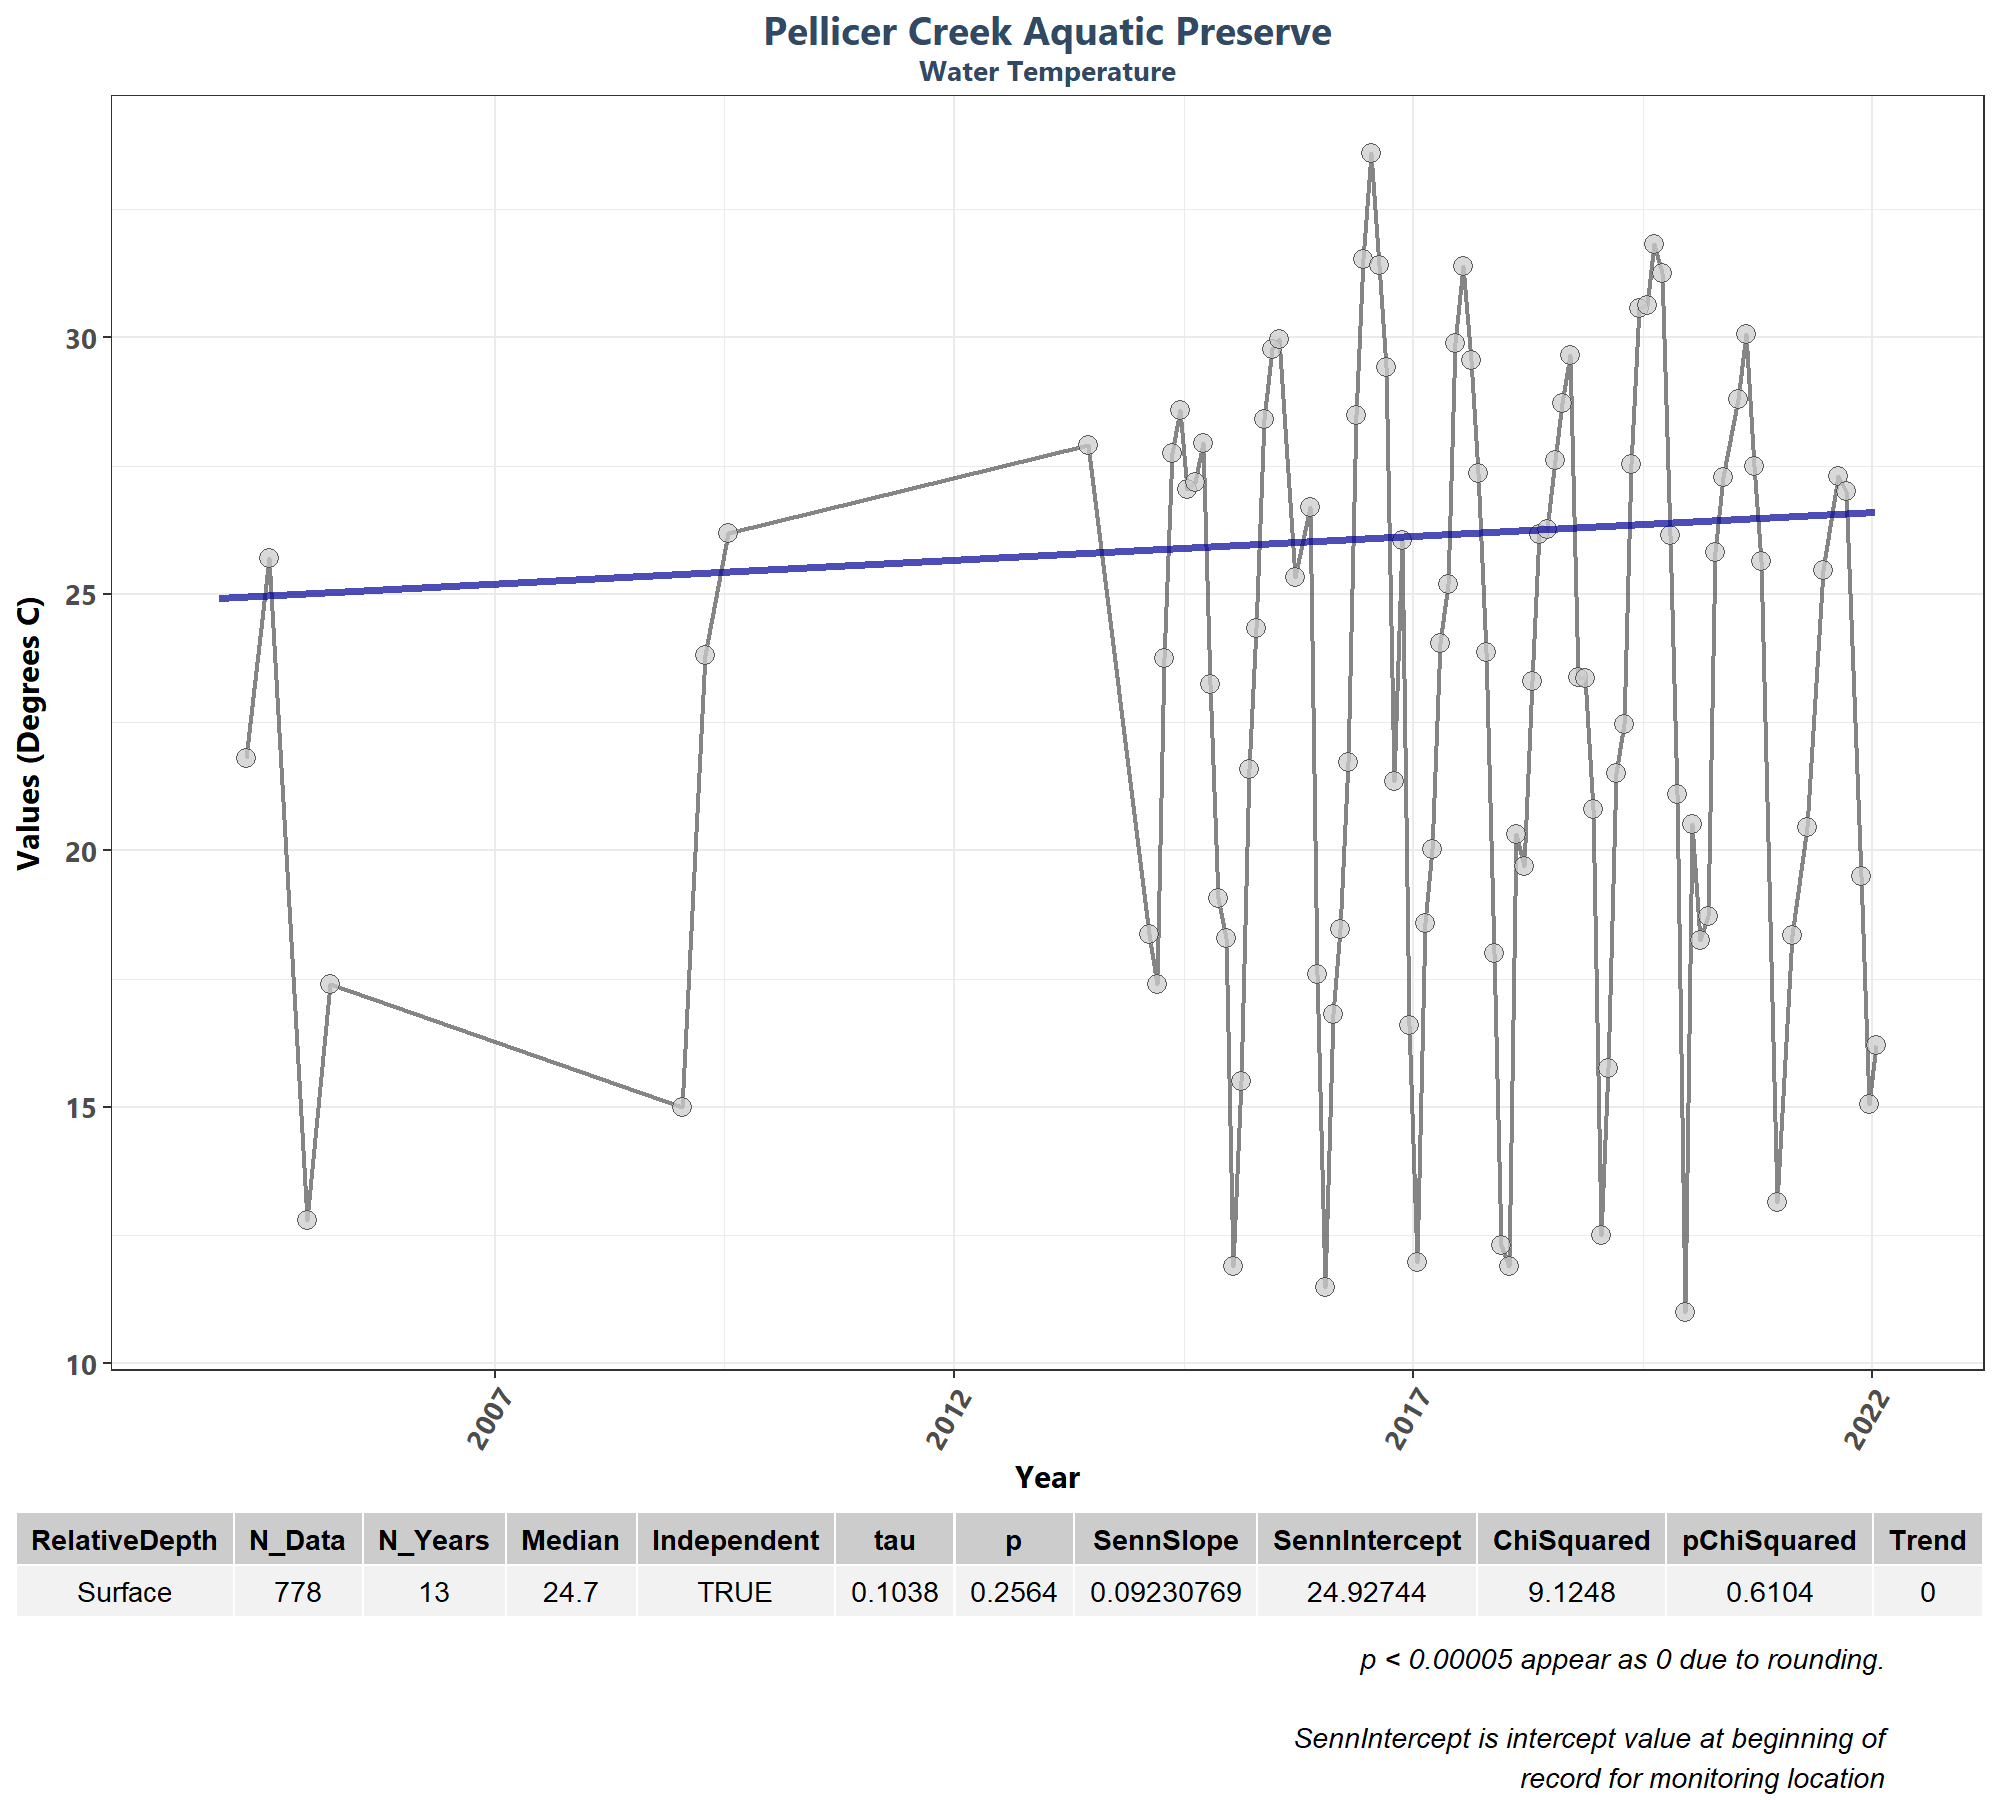 Pellicer Creek Aquatic Preserve
Water Temperature
Values (Degrees C)
30
25
20
15
10
2007 2012 2017 2022
Year
RelativeDepth N_Data N_Years Median Independent tau p SennSlope SennIntercept ChiSquared pChiSquared Trend
Surface 778 13 24.7 TRUE 0.1038 0.2564 0.09230769 24.92744 9.1248 0.6104 0
p < 0.00005 appear as 0 due to rounding.
SennIntercept is intercept value at beginning of
record for monitoring location